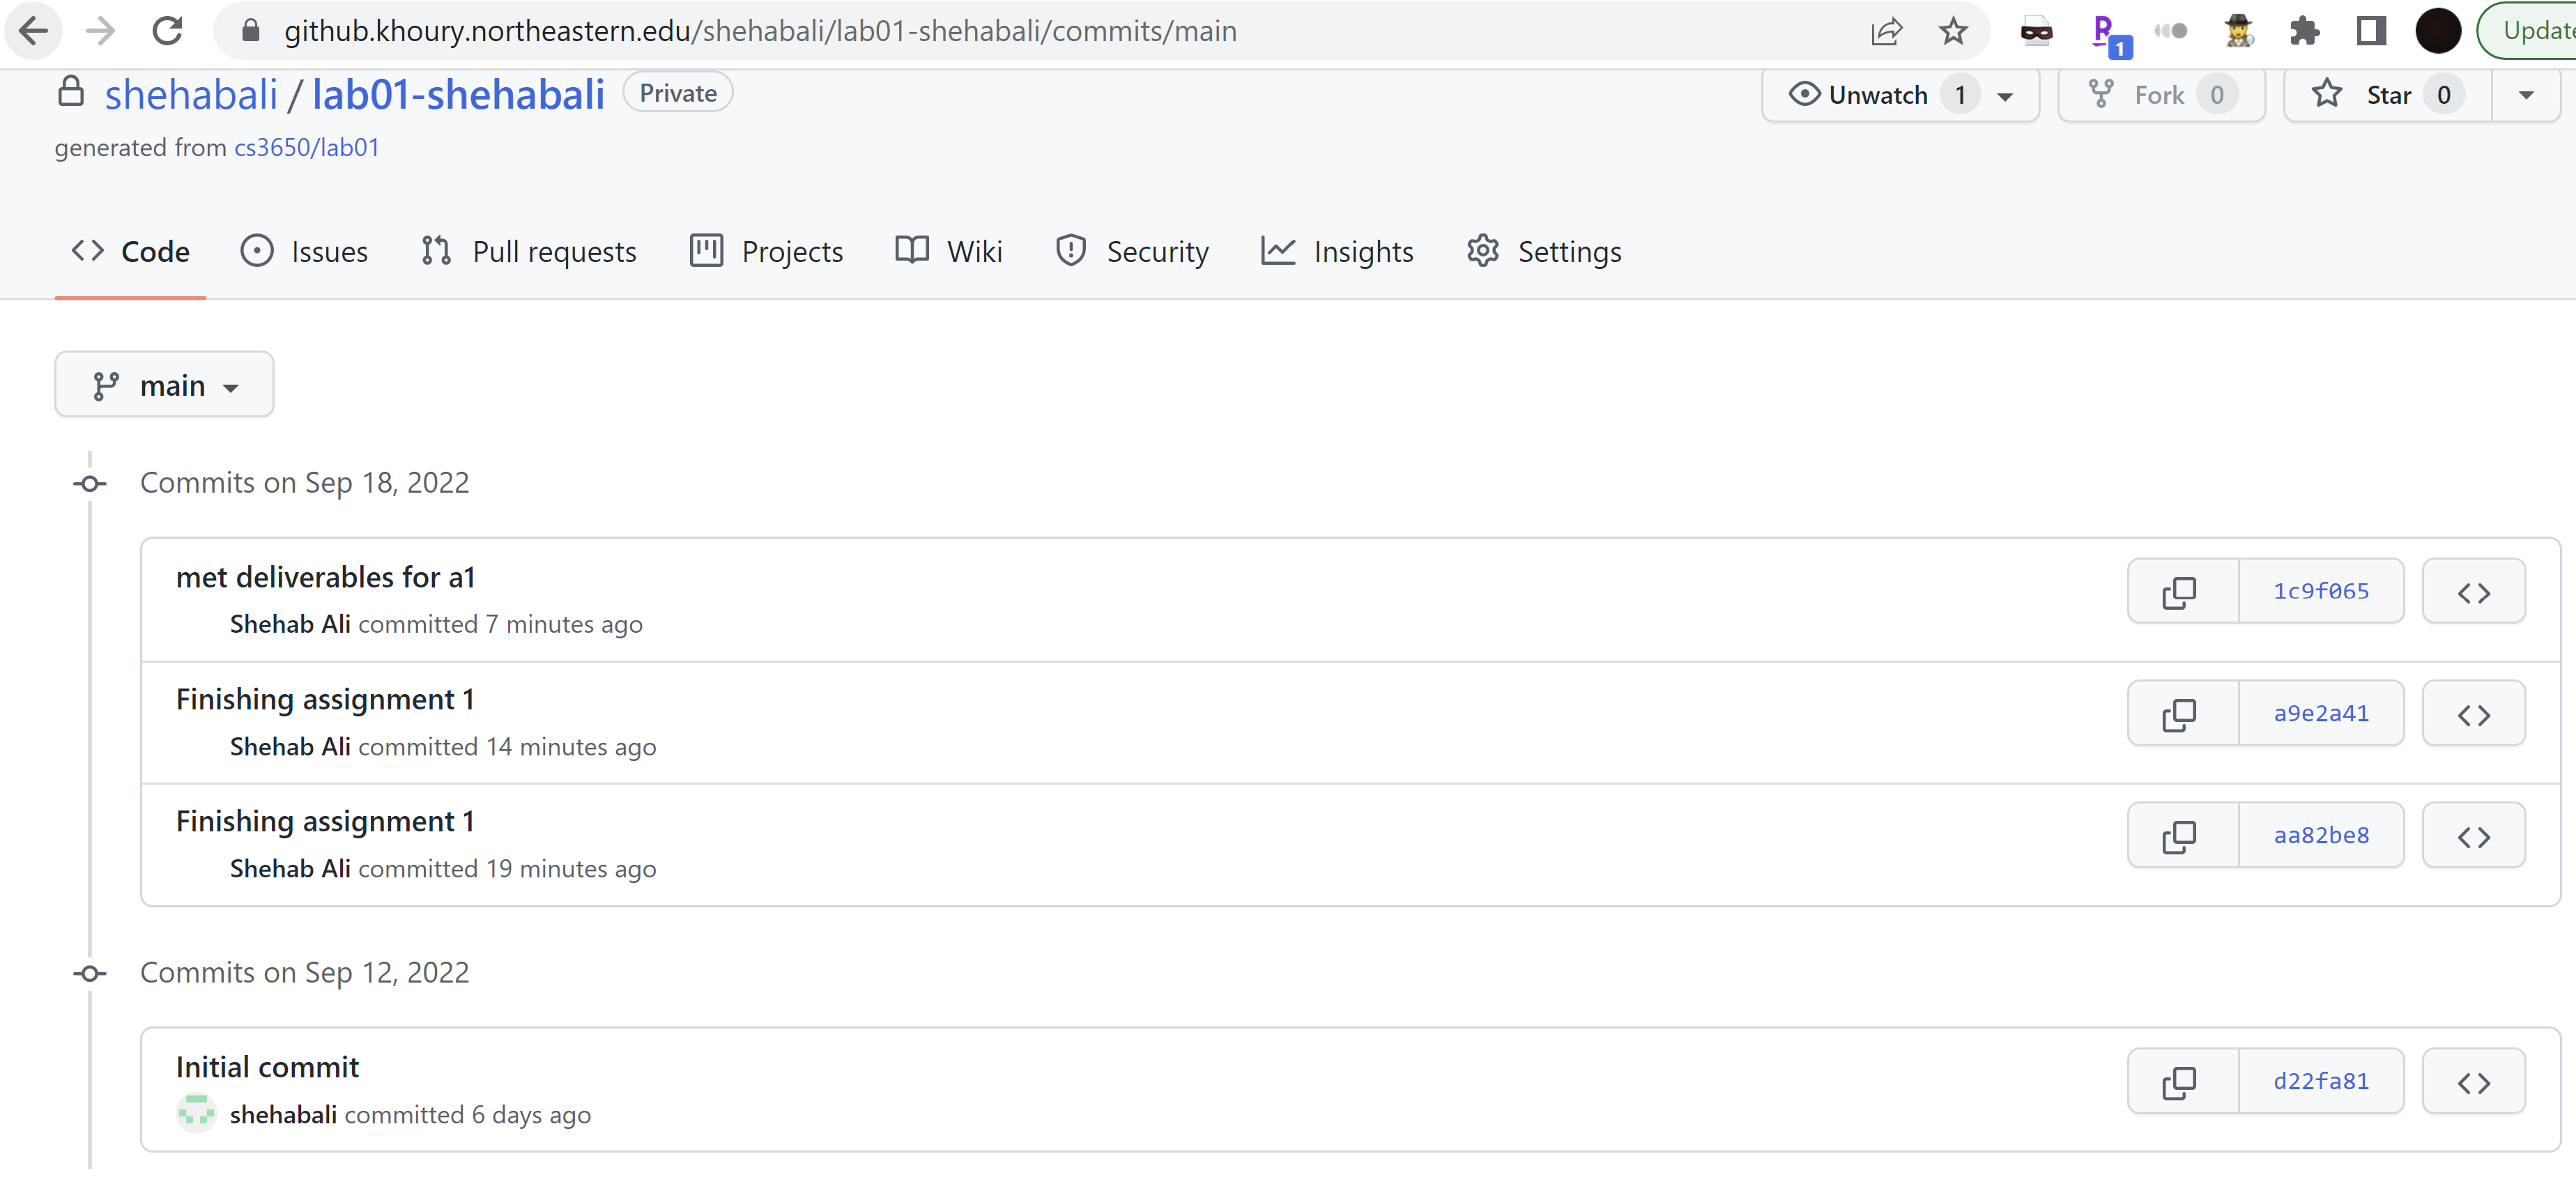 github.khoury.northeastern.edu/shehabali/lab01-shehabali/commits/main
1
Update
shehabali / lab01-shehabali Private
Unwatch 1 Fork 0 Star 0
generated from cs3650/lab01
Code Issues Pull requests Projects Wiki Security Insights Settings
main
Commits on Sep 18, 2022
met deliverables for a1
Shehab Ali committed 7 minutes ago
1c9f065
Finishing assignment 1
Shehab Ali committed 14 minutes ago
a9e2a41
Finishing assignment 1
Shehab Ali committed 19 minutes ago
aa82be8
Commits on Sep 12, 2022
Initial commit
shehabali committed 6 days ago
d22fa81